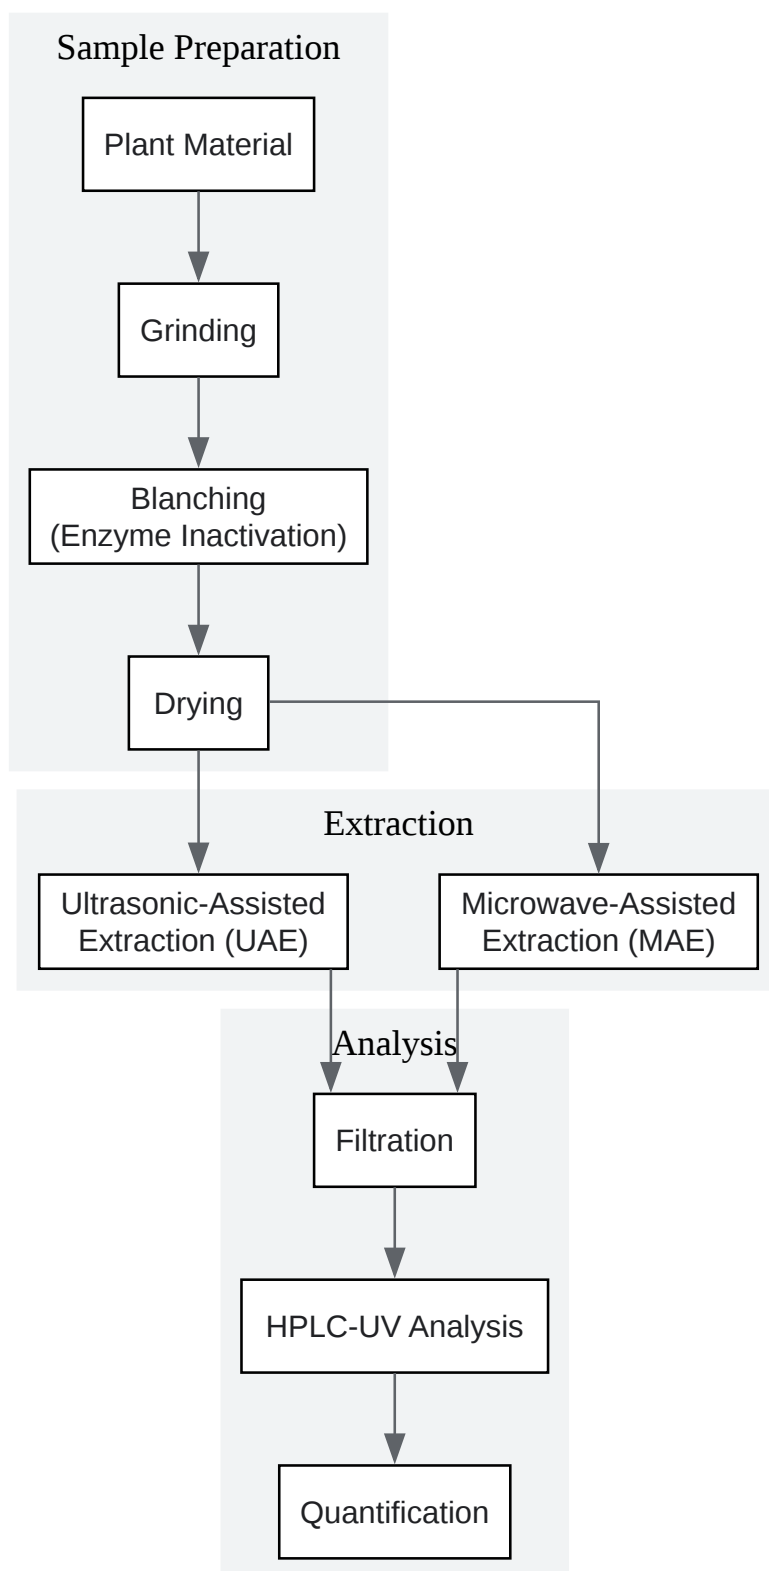 Sample Preparation
Plant Material
Grinding
Blanching
(Enzyme Inactivation)
Drying
Extraction
Ultrasonic-Assisted
Extraction (UAE)
Microwave-Assisted
Extraction (MAE)
Analysis
Filtration
HPLC-UV Analysis
Quantification